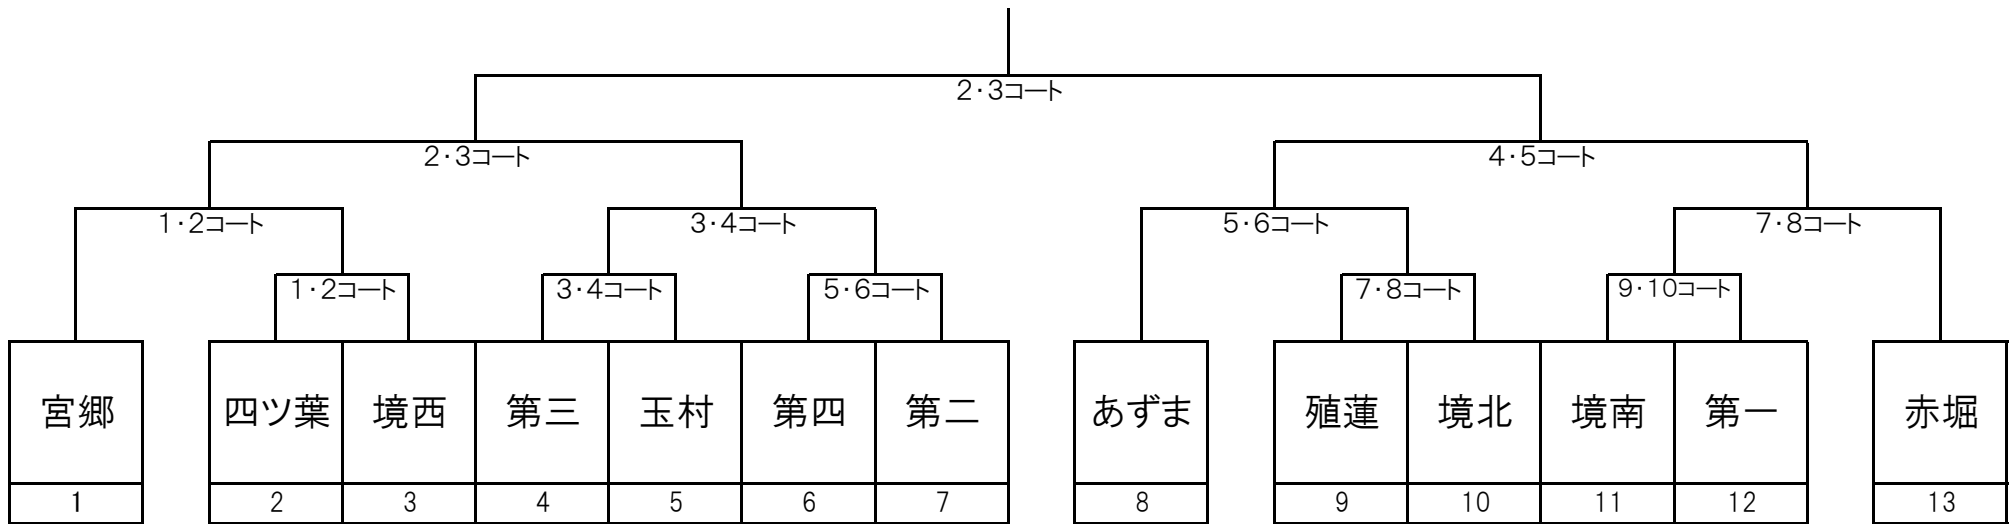 2・3コート
2・3コート
4・5コート
1・2コート
3・4コート
5・6コート
7・8コート
1・2コート
3・4コート
5・6コート
7・8コート
9・10コート
宮郷
四ツ葉
境西
第三
玉村
第四
第二
あずま
殖蓮
境北
境南
第一
赤堀
1
2
3
4
5
6
7
8
9
10
11
12
13